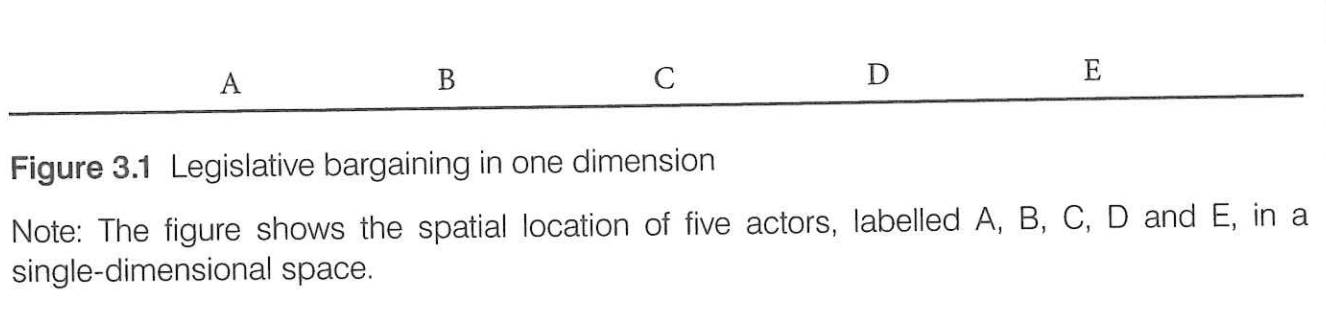 A B C D E
Figure 3.1 Legislative bargaining in one dimension
Note: The figure shows the spatial location of five actors, labelled A, B, C, D and E, in a
single-dimensional space.